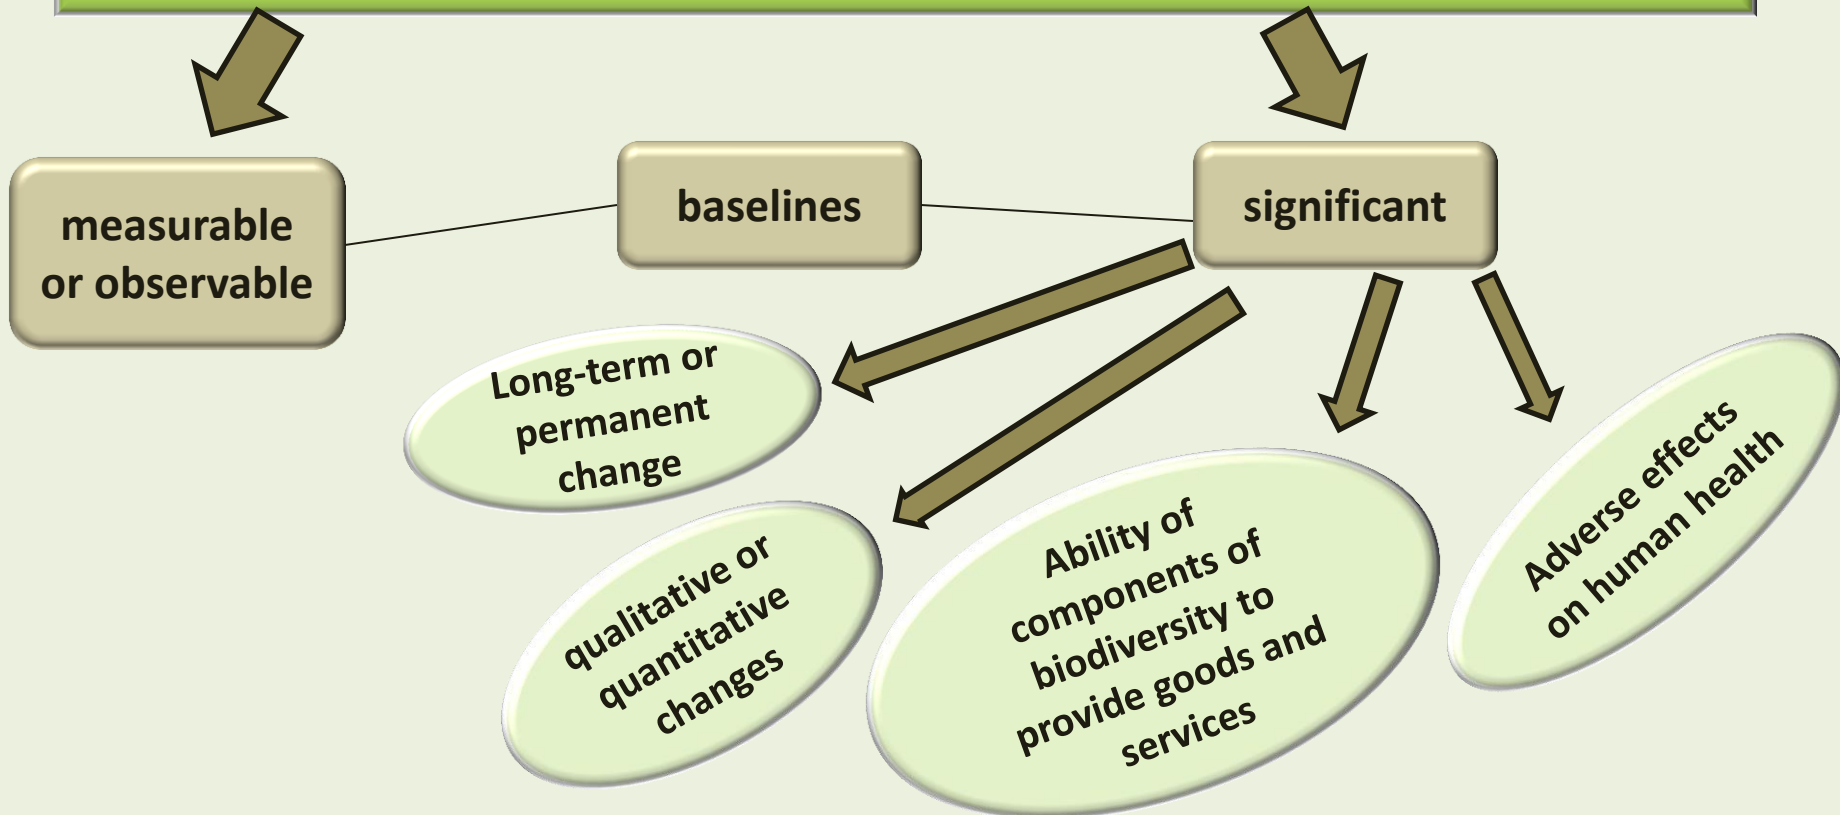 measurable
or observable
baselines
significant
Long-term or
permanent
change
qualitative or
quantitative
changes
Ability of
components of
biodiversity to
provide goods and
services
Adverse effects
on human health